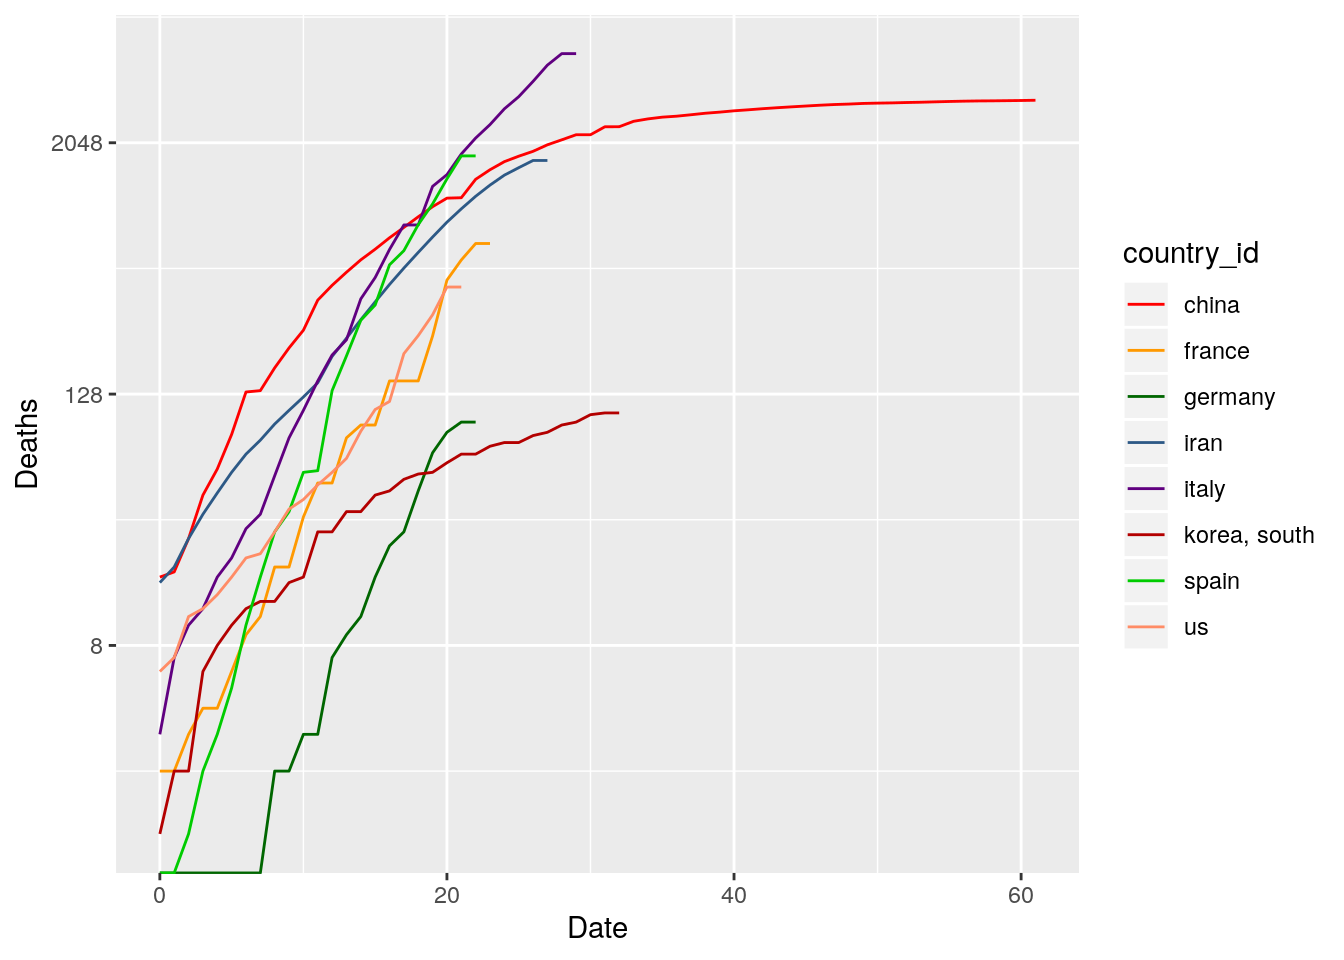 2048
128
8
Deaths
0
20
40
60
Date
country_id
china
france
germany
iran
italy
korea, south
spain
us